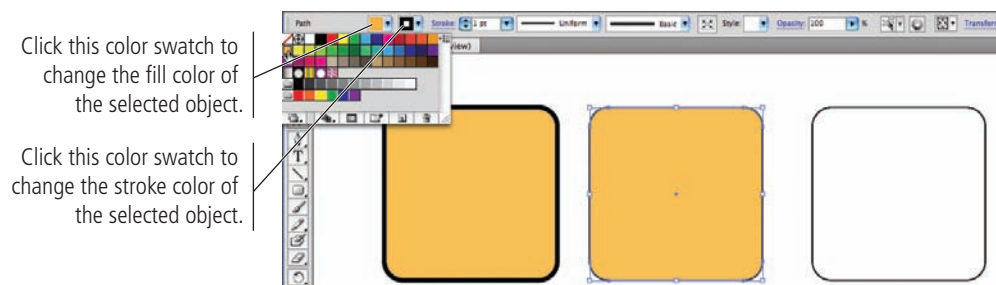 Path
Stroke:
1 pt
Uniform
Basic
Style:
Opacity:
100
%
Transform
Click this color swatch to
change the fill color of
the selected object.
Click this color swatch to
change the stroke color of
the selected object.
T